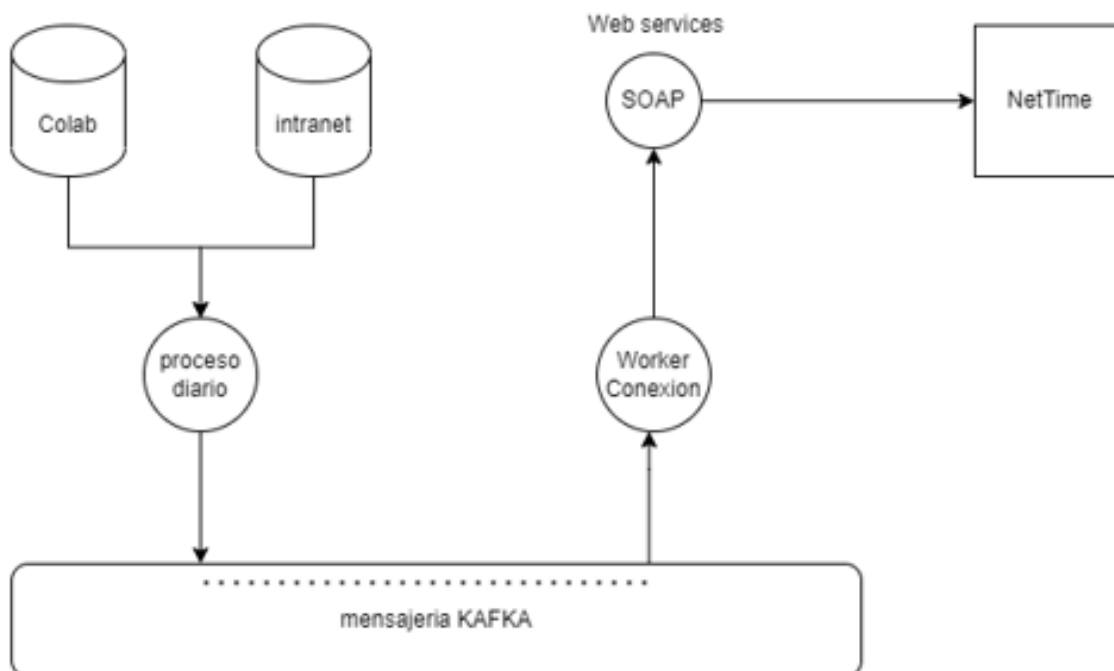 Web services
Colab
intranet
SOAP
NetTime
proceso
diario
Worker
Conexion
mensajeria KAFKA